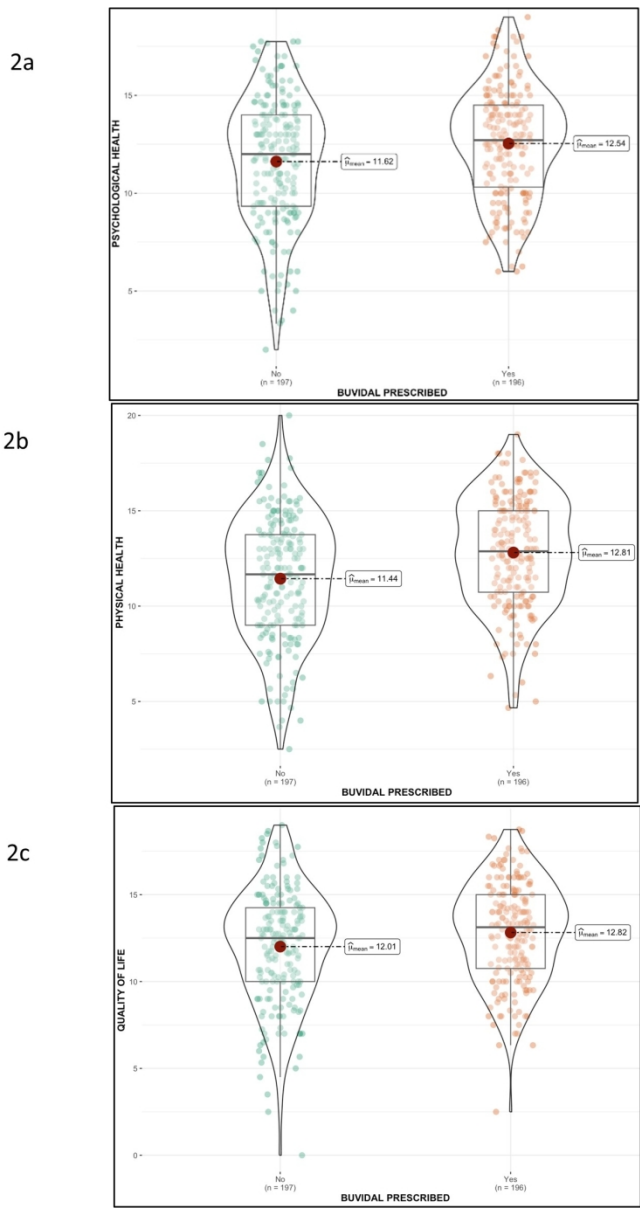 2a
PSYCHOLOGICAL HEALTH
15
10
5
μ̂mean = 11.62
μ̂mean = 12.54
No
(n = 197)
Yes
(n = 196)
BUVIDAL PRESCRIBED
2b
PHYSICAL HEALTH
20
15
10
5
μ̂mean = 11.44
μ̂mean = 12.81
No
(n = 197)
Yes
(n = 196)
BUVIDAL PRESCRIBED
2c
QUALITY OF LIFE
15
10
5
0
μ̂mean = 12.01
μ̂mean = 12.82
No
(n = 197)
Yes
(n = 196)
BUVIDAL PRESCRIBED